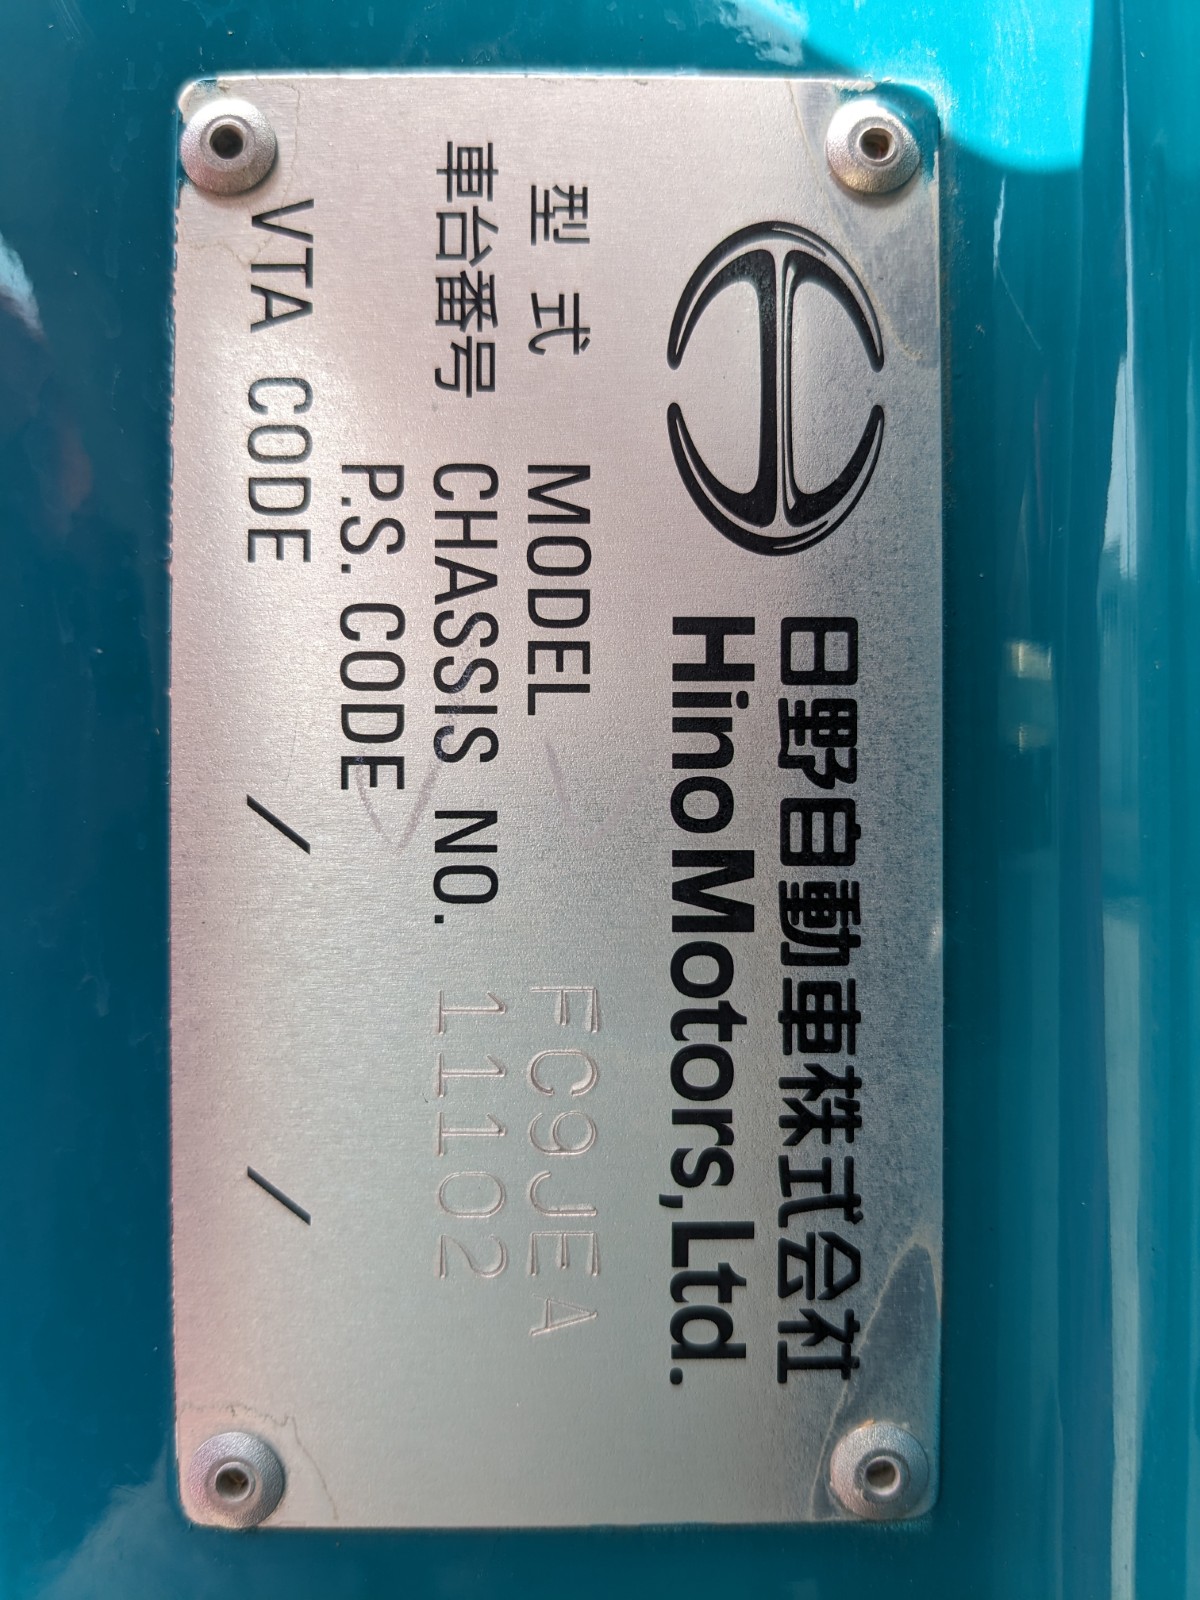 日野自動車株式会社
Hino Motors, Ltd.
型式 MODEL FC9JEA
車台番号 CHASSIS NO. 11102
P.S. CODE
VTA CODE / /